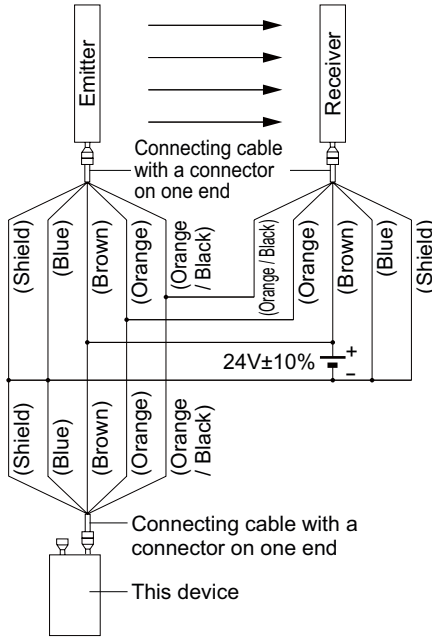 Emitter
Receiver
Connecting cable
with a connector
on one end
(Shield)
(Blue)
(Brown)
(Orange)
(Orange
/ Black)
(Orange / Black)
(Orange)
(Brown)
(Blue)
(Shield)
24V±10%
+
–
(Shield)
(Blue)
(Brown)
(Orange)
(Orange
/ Black)
Connecting cable with a
connector on one end
This device